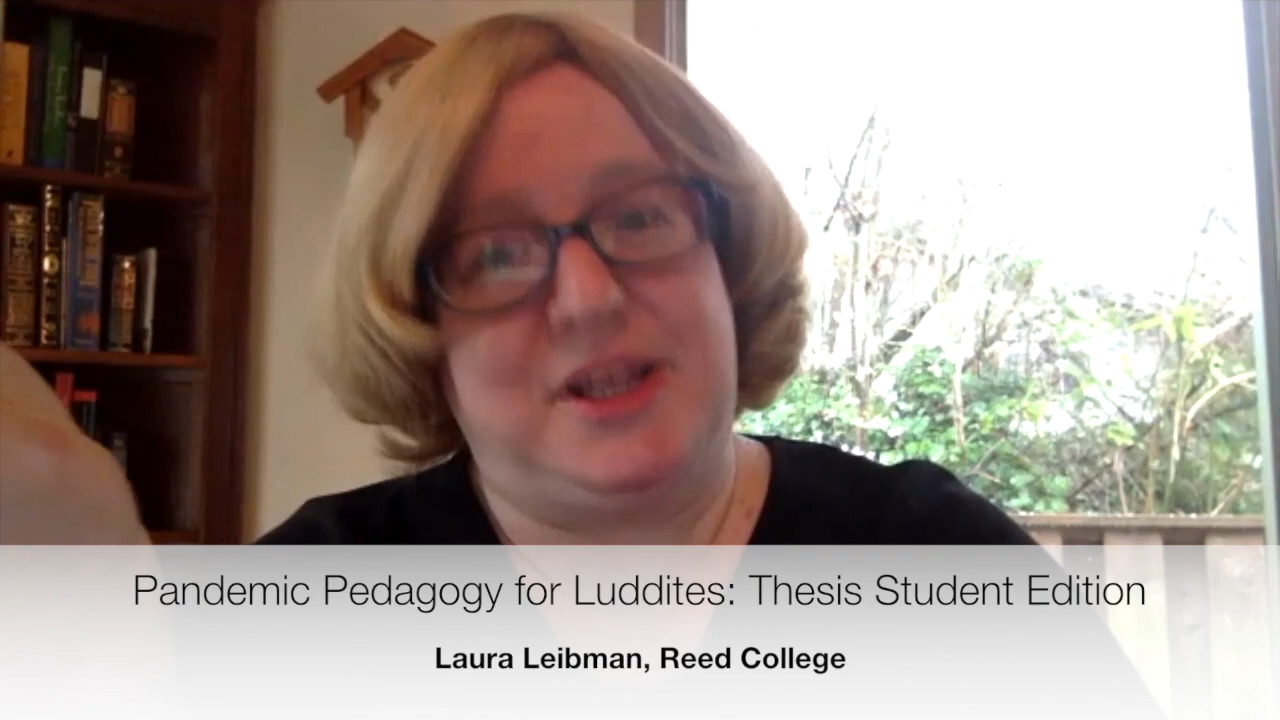 Pandemic Pedagogy for Luddites: Thesis Student Edition
Laura Leibman, Reed College